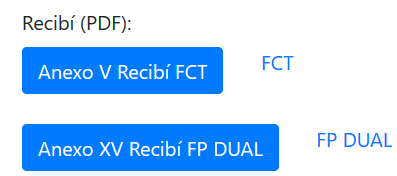 Recibí (PDF):
Anexo V Recibí FCT FCT
Anexo XV Recibí FP DUAL FP DUAL